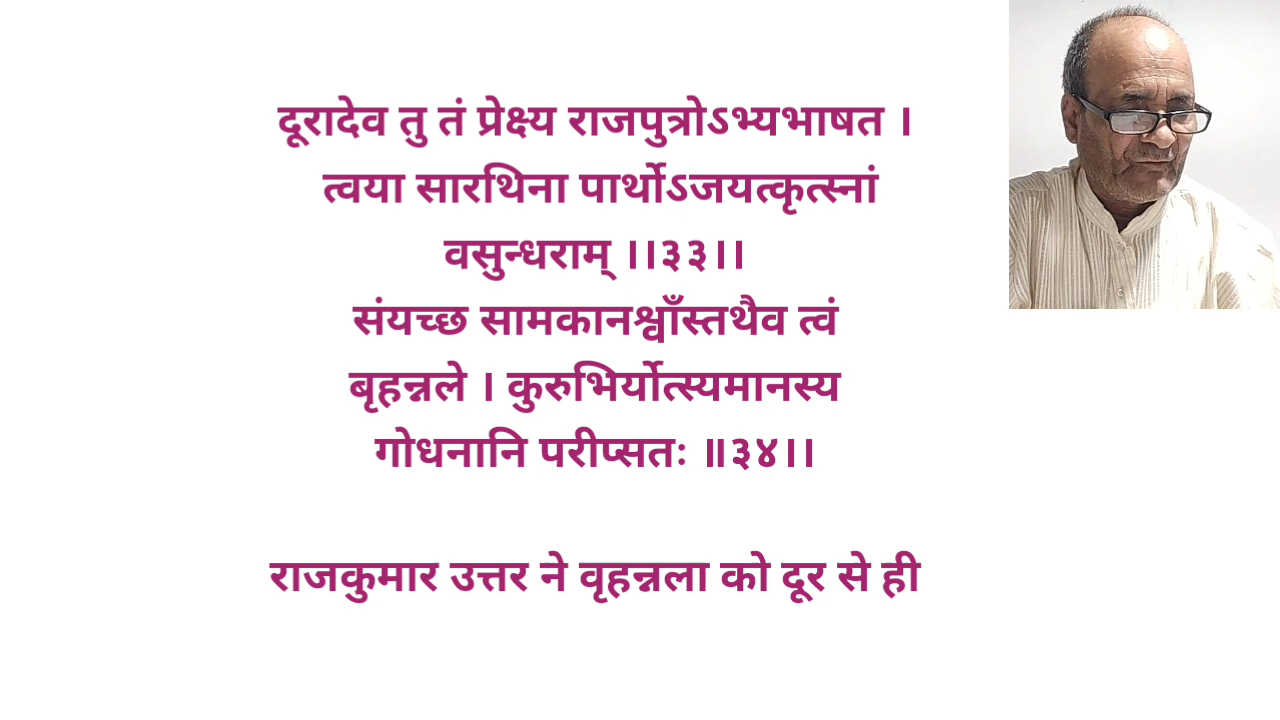 दूरादेव तु तं प्रेक्ष्य राजपुत्रोऽभ्यभाषत ।
त्वया सारथिना पार्थोऽजयत्कृत्स्नां
वसुन्धराम् ।।३३।।
संयच्छ सामकानश्वाँस्तथैव त्वं
बृहन्नले । कुरुभिर्योत्स्यमानस्य
गोधनानि परीप्सतः ॥३४।।
राजकुमार उत्तर ने वृहन्नला को दूर से ही